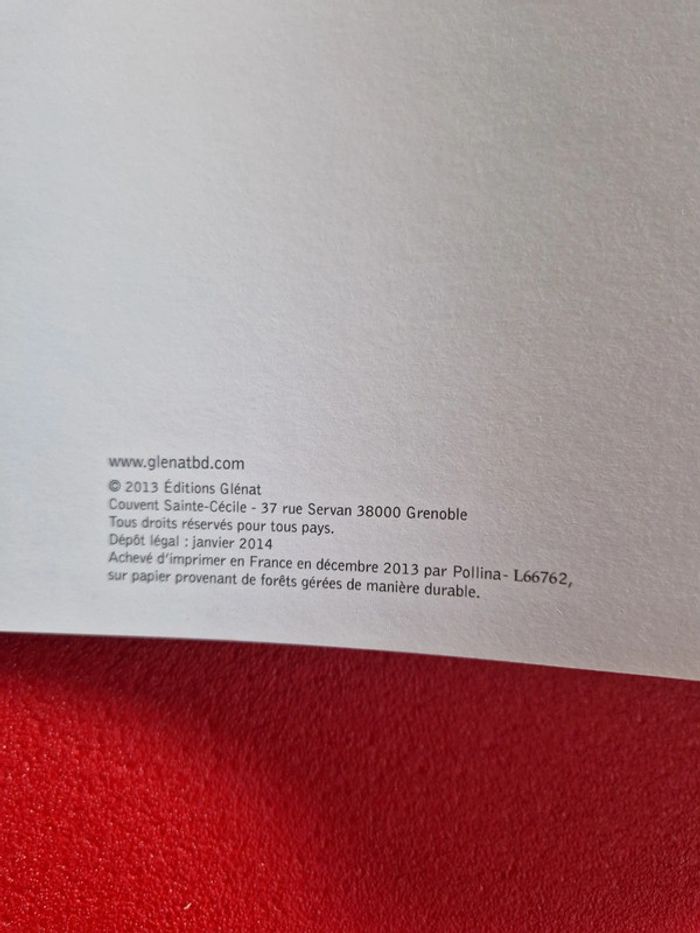 www.glenatbd.com
© 2013 Éditions Glénat
Couvent Sainte-Cécile - 37 rue Servan 38000 Grenoble
Tous droits réservés pour tous pays.
Dépôt légal : janvier 2014
Achevé d'imprimer en France en décembre 2013 par Pollina- L66762,
sur papier provenant de forêts gérées de manière durable.